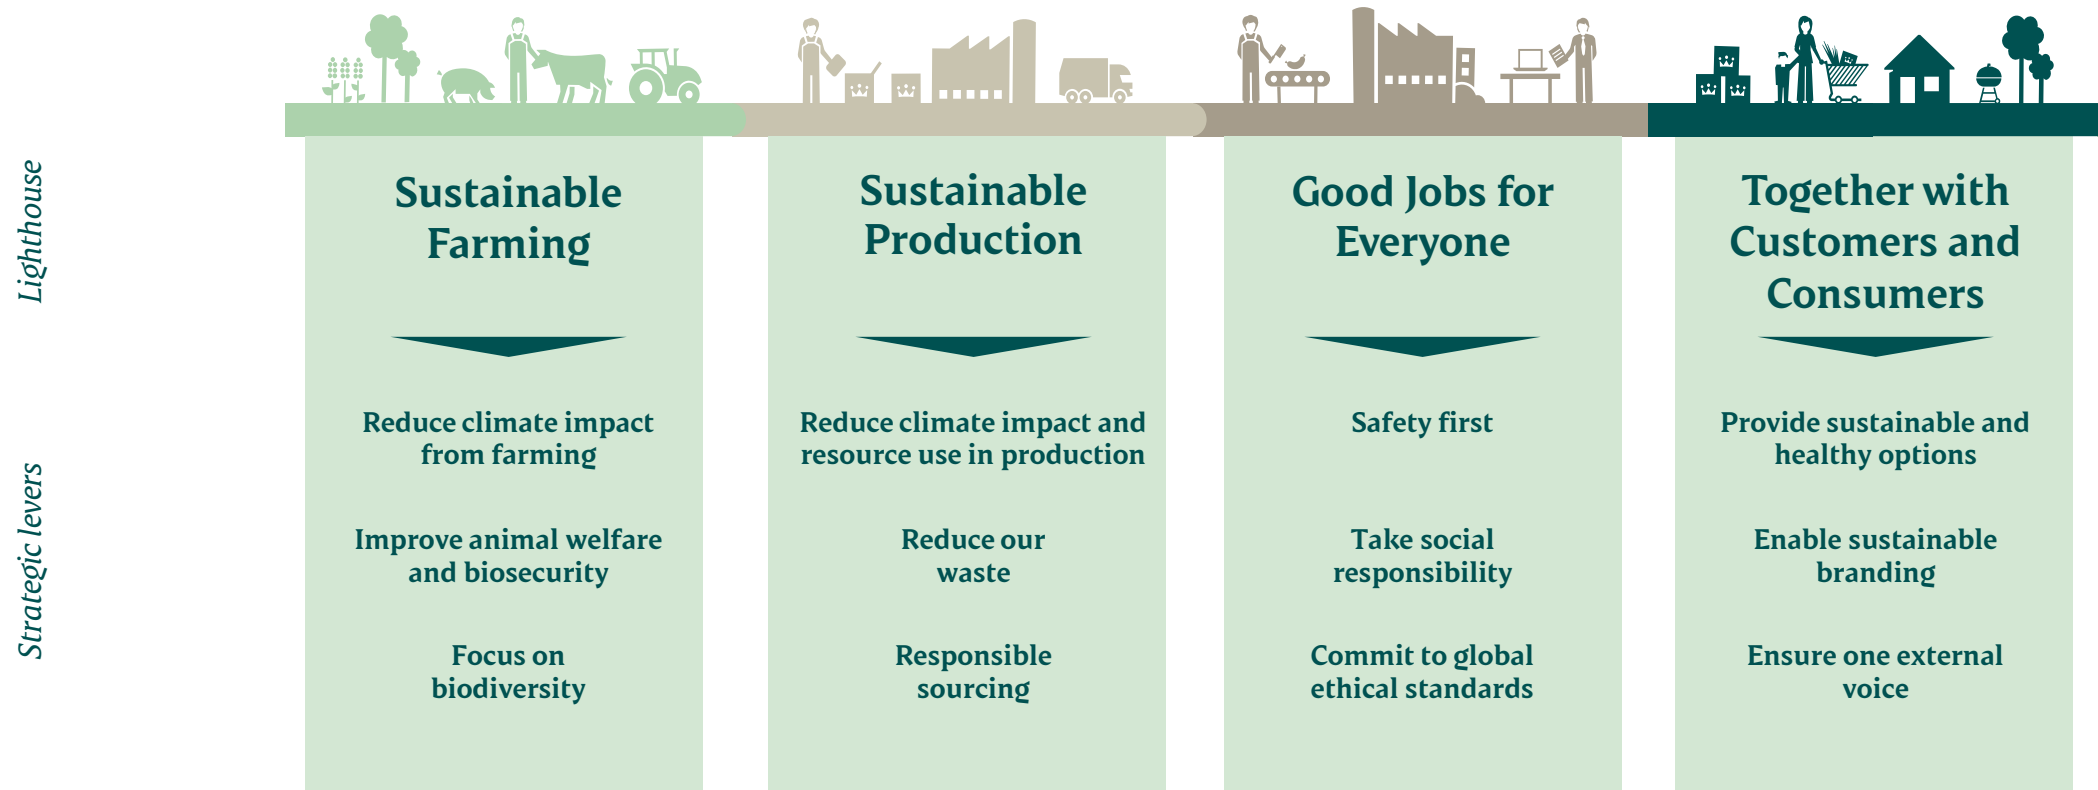 Lighthouse
Sustainable
Farming
Sustainable
Production
Good Jobs for
Everyone
Together with
Customers and
Consumers
Strategic levers
Reduce climate impact
from farming
Improve animal welfare
and biosecurity
Focus on
biodiversity
Reduce climate impact and
resource use in production
Reduce our
waste
Responsible
sourcing
Safety first
Take social
responsibility
Commit to global
ethical standards
Provide sustainable and
healthy options
Enable sustainable
branding
Ensure one external
voice